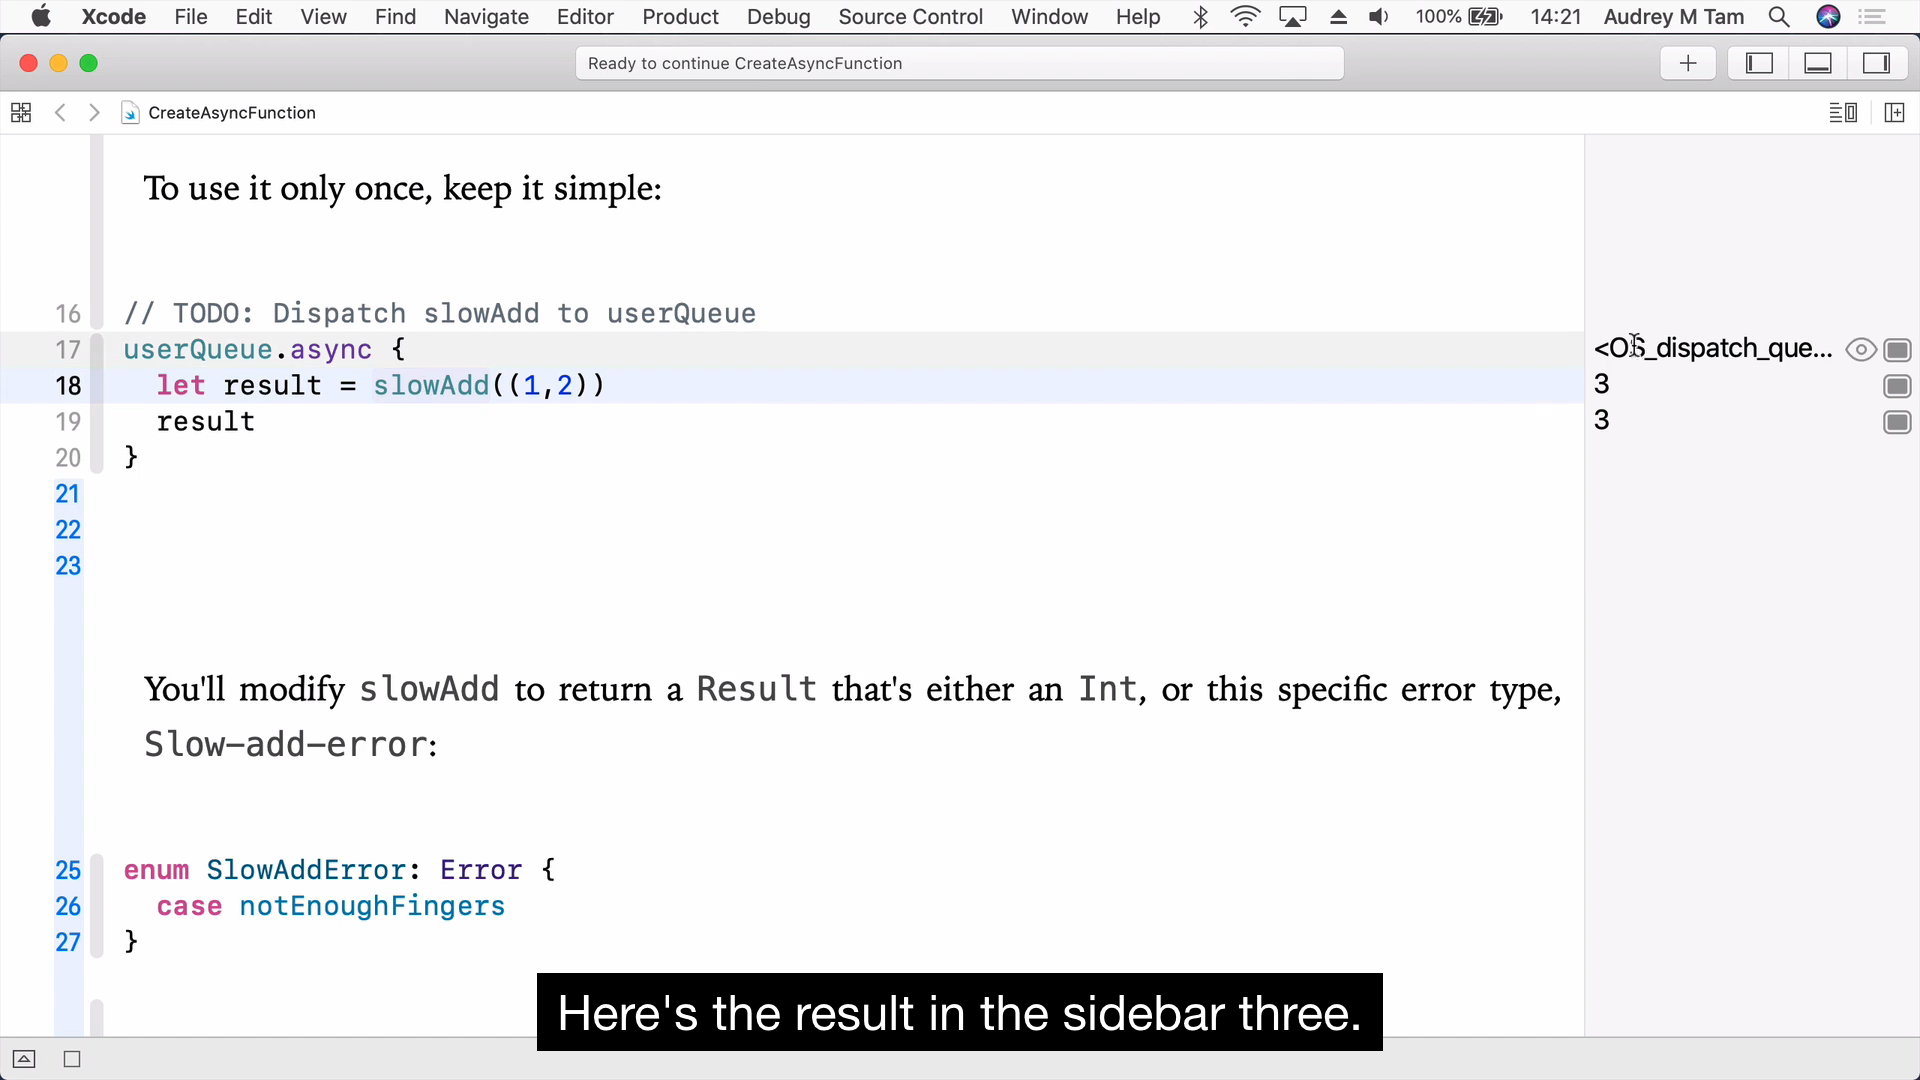 Xcode File Edit View Find Navigate Editor Product Debug Source Control Window Help 100% 14:21 Audrey M Tam
Ready to continue CreateAsyncFunction
CreateAsyncFunction
To use it only once, keep it simple:
16 // TODO: Dispatch slowAdd to userQueue
17 userQueue.async { <OS_dispatch_que...
18 let result = slowAdd((1,2)) 3
19 result 3
20 }
21
22
23
You'll modify slowAdd to return a Result that's either an Int, or this specific error type,
Slow-add-error:
25 enum SlowAddError: Error {
26 case notEnoughFingers
27 }
Here's the result in the sidebar three.